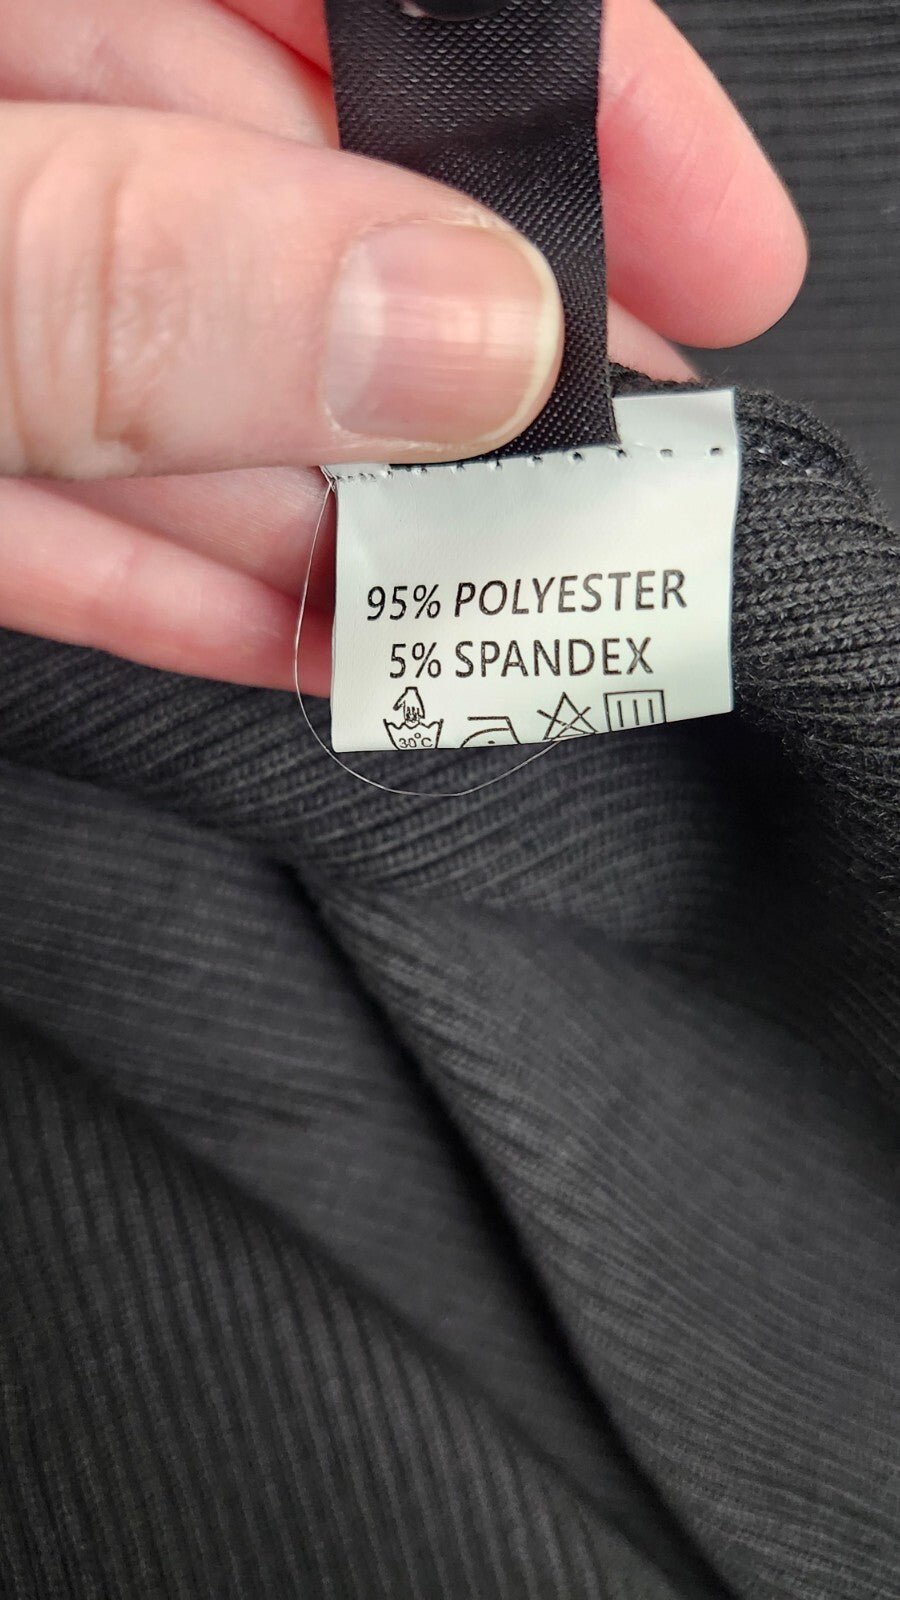 95% POLYESTER
5% SPANDEX
30°C